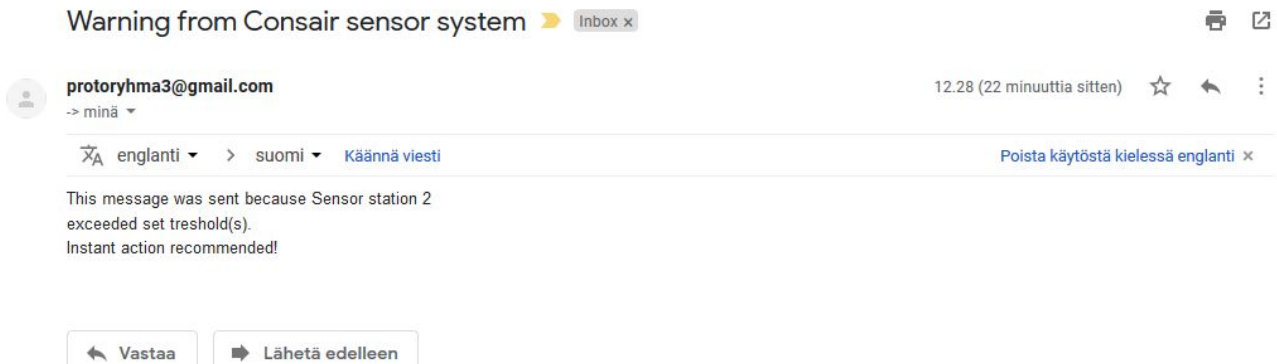 Warning from Consair sensor system Inbox x
protoryhma3@gmail.com 12.28 (22 minuuttia sitten)
-> minä
englanti > suomi Käännä viesti Poista käytöstä kielessä englanti ×
This message was sent because Sensor station 2
exceeded set treshold(s).
Instant action recommended!
Vastaa Lähetä edelleen